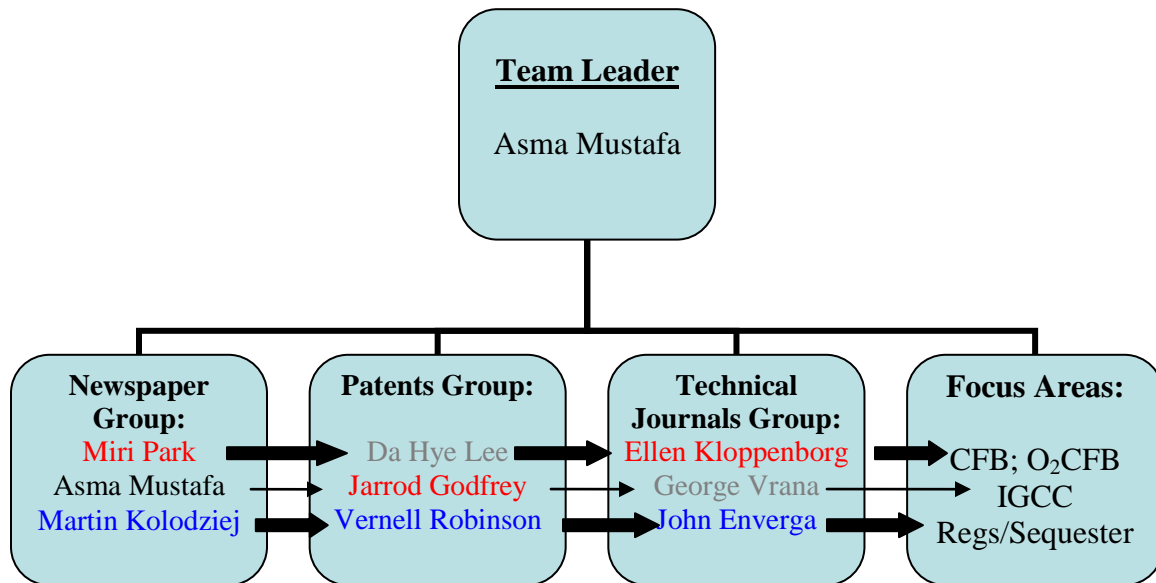 Team Leader
Asma Mustafa
Newspaper
Group:
Miri Park
Asma Mustafa
Martin Kolodziej
Patents Group:
Da Hye Lee
Jarrod Godfrey
Vernell Robinson
Technical
Journals Group:
Ellen Kloppenborg
George Vrana
John Enverga
Focus Areas:
CFB; O₂CFB
IGCC
Regs/Sequester